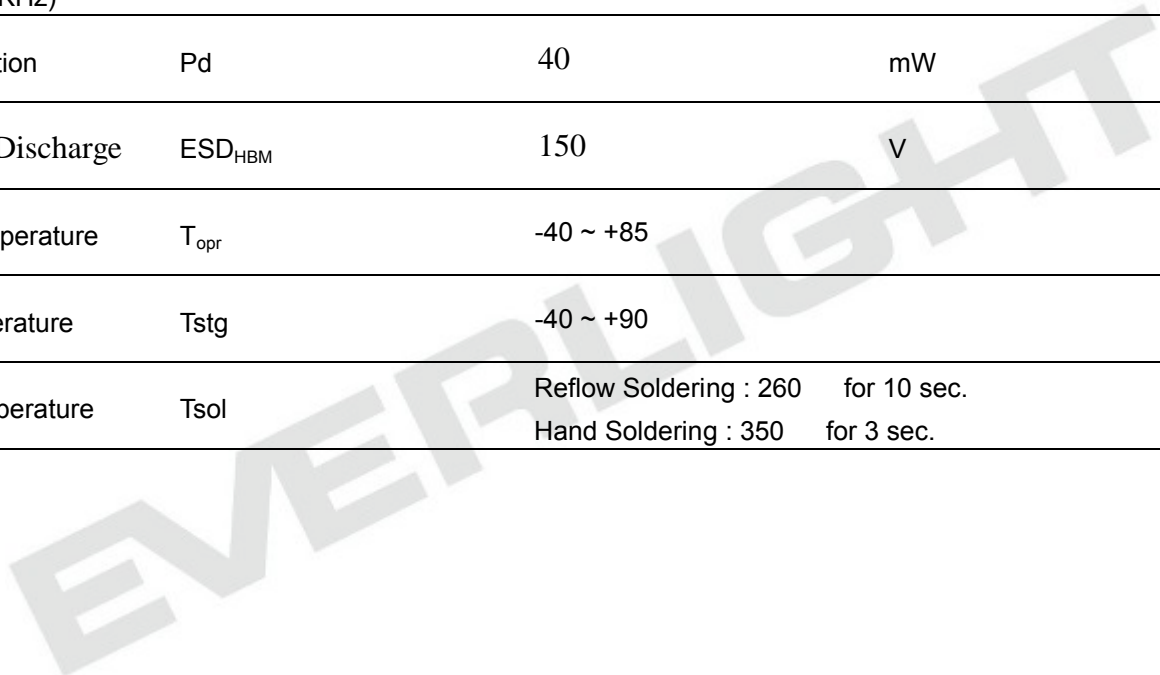 KHz)
tion Pd 40 mW
Discharge ESDHBM 150 V
perature Topr -40 ~ +85
erature Tstg -40 ~ +90
perature Tsol Reflow Soldering : 260 for 10 sec.
Hand Soldering : 350 for 3 sec.
EVERLIGHT